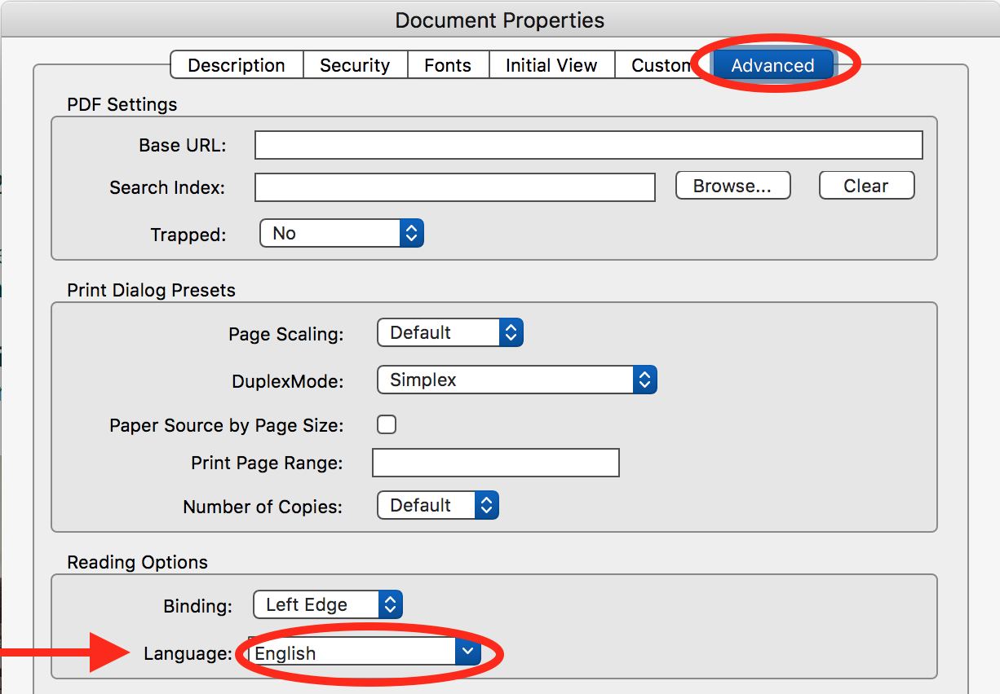 Document Properties
Description Security Fonts Initial View Custom Advanced
PDF Settings
Base URL:
Search Index: Browse... Clear
Trapped: No
Print Dialog Presets
Page Scaling: Default
DuplexMode: Simplex
Paper Source by Page Size:
Print Page Range:
Number of Copies: Default
Reading Options
Binding: Left Edge
Language: English